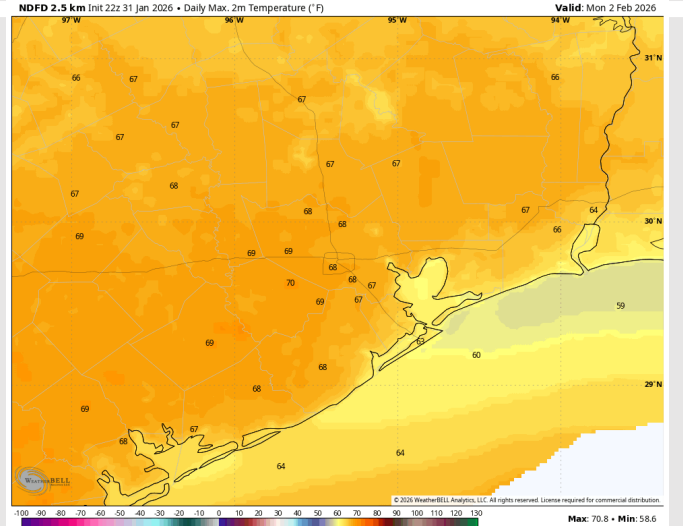 NDFD 2.5 km Init 22z 31 Jan 2026 • Daily Max. 2m Temperature (°F) Valid: Mon 2 Feb 2026
97°W 96°W 95°W 94°W
31°N
66 67 66
67
67
67
67 67
68
67
68 67 64
68 66
30°N
69
69 69
68
68
70 67
69 67
59
69 63
60
68
29°N
68
69
67
68
64
64
WEATHERBELL
© 2026 WeatherBELL Analytics, LLC. All rights reserved. License required for commercial distribution.
-100 -90 -80 -70 -60 -50 -40 -30 -20 -10 0 10 20 30 40 50 60 70 80 90 100 110 120 130
Max: 70.8 • Min: 58.6